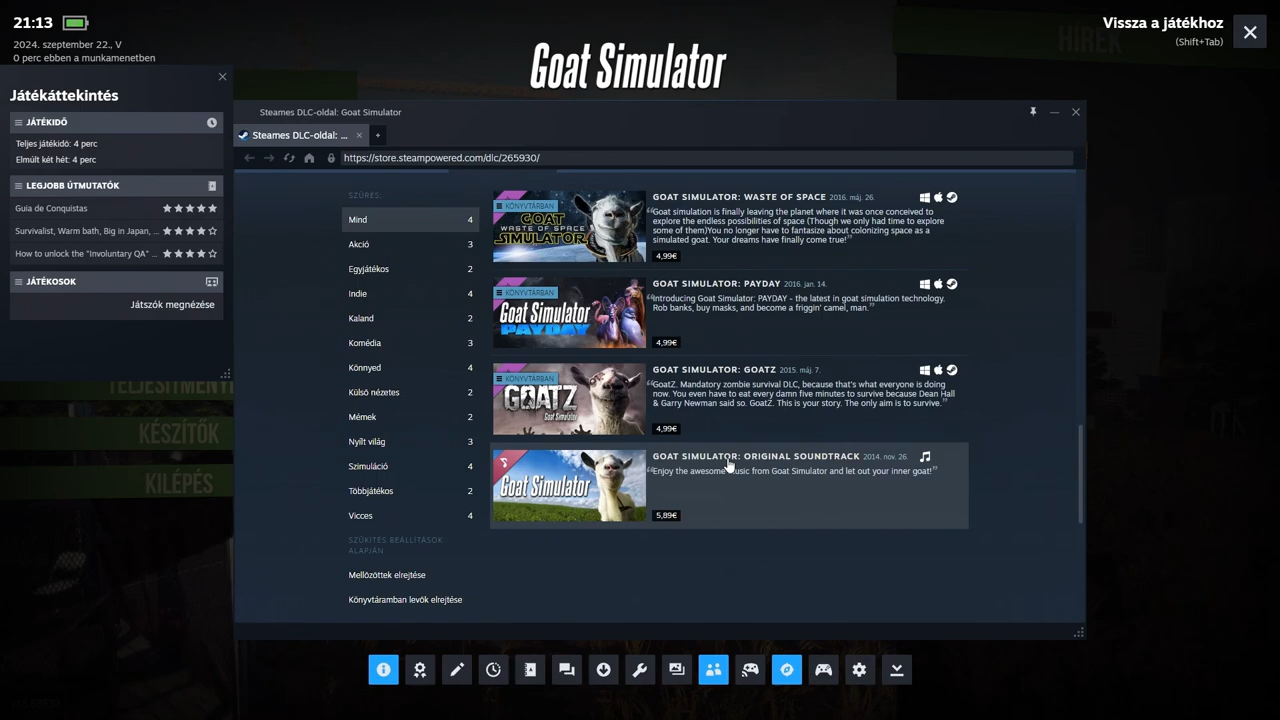 21:13
2024. szeptember 22., V
0 perc ebben a munkamenetben
Goat Simulator
HÍREK
Vissza a játékhoz
(Shift+Tab)
Játékáttekintés
JÁTÉKIDŐ
Teljes játékidő: 4 perc
Elmúlt két hét: 4 perc
LEGJOBB ÚTMUTATÓK
Guia de Conquistas ★★★★★
Survivalist, Warm bath, Big in Japan, ... ★★★★☆
How to unlock the "Involuntary QA" ... ★★★★☆
JÁTÉKOSOK
Játszók megnézése
KÉSZÍTŐK
KILÉPÉS
Steames DLC-oldal: Goat Simulator
Steames DLC-oldal: ...
https://store.steampowered.com/dlc/265930/
SZŰRÉS:
Mind 4
Akció 3
Egyjátékos 2
Indie 4
Kaland 2
Komédia 3
Könnyed 4
Külső nézetes 2
Mémek 2
Nyílt világ 3
Szimuláció 4
Többjátékos 2
Vicces 4
SZŰKÍTÉS BEÁLLÍTÁSOK
ALAPJÁN
Mellőzöttek elrejtése
Könyvtáramban levők elrejtése
KÖNYVTÁRBAN
GOAT
WASTE OF SPACE
SIMULATOR
GOAT SIMULATOR: WASTE OF SPACE 2016. máj. 26.
“Goat simulation is finally leaving the planet where it was once conceived to
explore the endless possibilities of space (Though we only had time to explore
some of them)You no longer have to fantasize about colonizing space as a
simulated goat. Your dreams have finally come true!”
4,99€
KÖNYVTÁRBAN
Goat Simulator
PAYDAY
GOAT SIMULATOR: PAYDAY 2016. jan. 14.
“Introducing Goat Simulator: PAYDAY - the latest in goat simulation technology.
Rob banks, buy masks, and become a friggin' camel, man.”
4,99€
KÖNYVTÁRBAN
GOATZ
Goat Simulator
GOAT SIMULATOR: GOATZ 2015. máj. 7.
“GoatZ. Mandatory zombie survival DLC, because that's what everyone is doing
now. You even have to eat every damn five minutes to survive because Dean Hall
& Garry Newman said so. GoatZ. This is your story. The only aim is to survive.”
4,99€
Goat Simulator
GOAT SIMULATOR: ORIGINAL SOUNDTRACK 2014. nov. 26.
“Enjoy the awesome music from Goat Simulator and let out your inner goat!”
5,89€